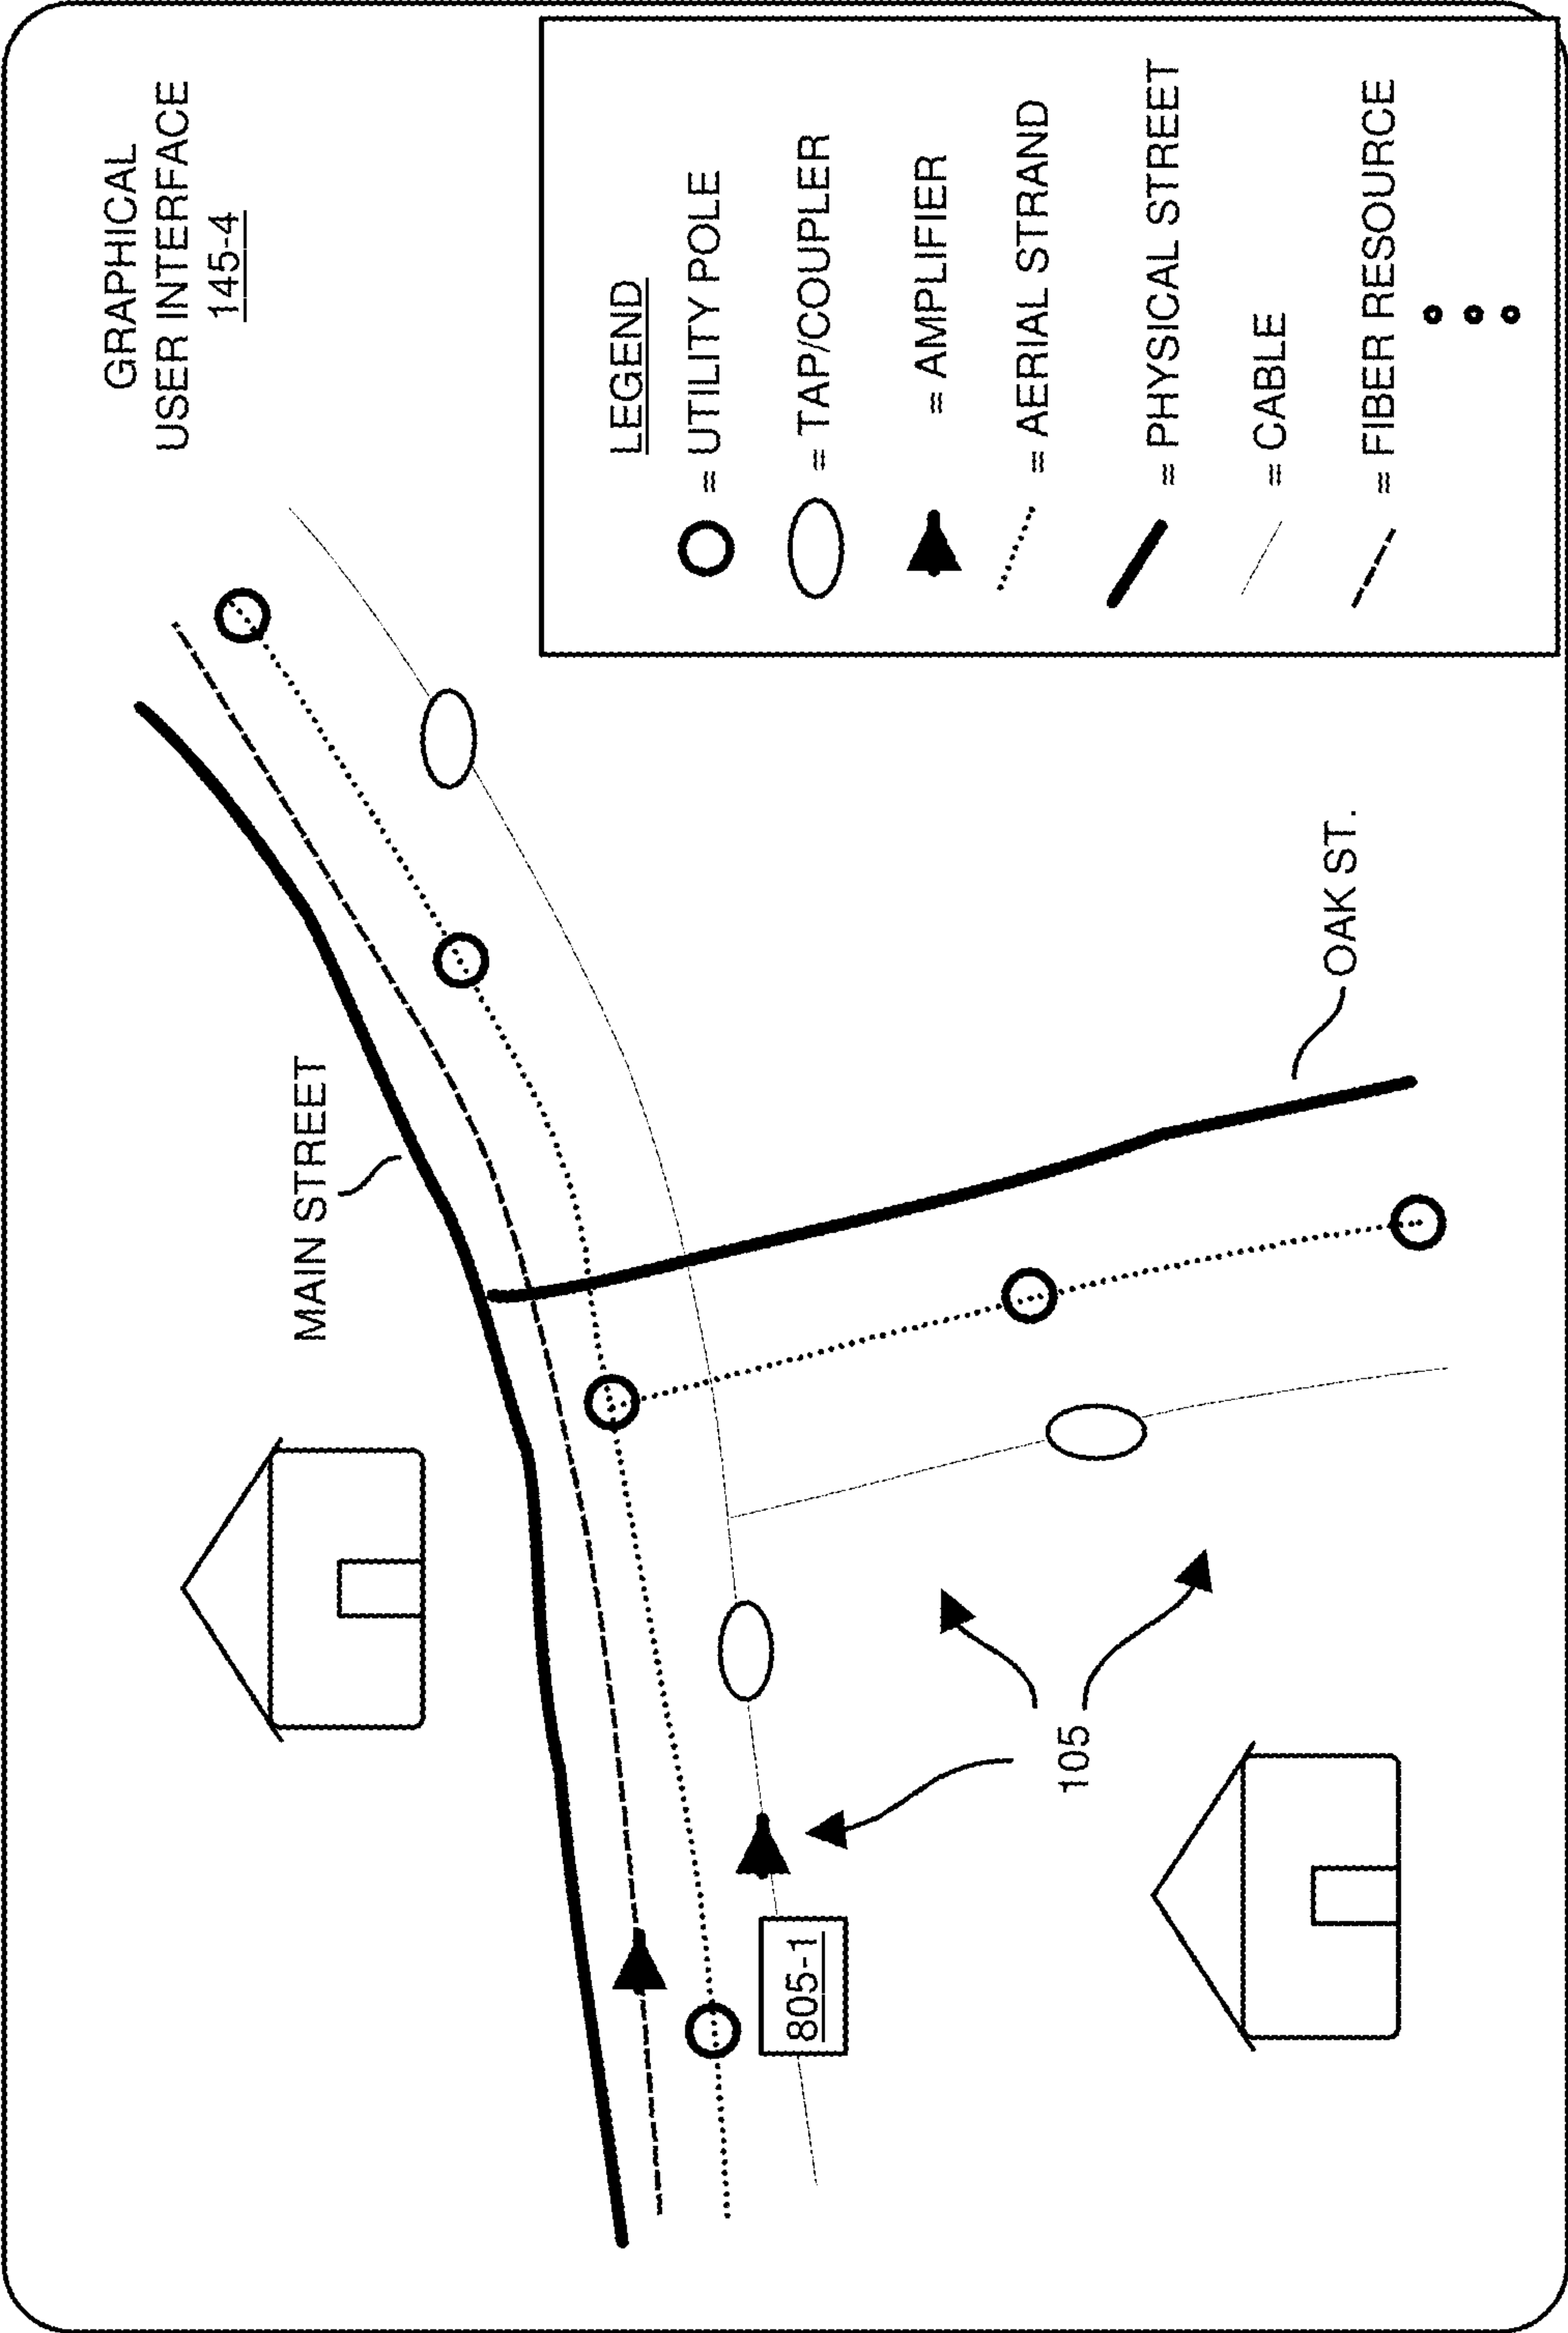 GRAPHICAL
USER INTERFACE
145-4
MAIN STREET
OAK ST.
805-1
105
LEGEND
= UTILITY POLE
= TAP/COUPLER
= AMPLIFIER
= AERIAL STRAND
= PHYSICAL STREET
= CABLE
= FIBER RESOURCE